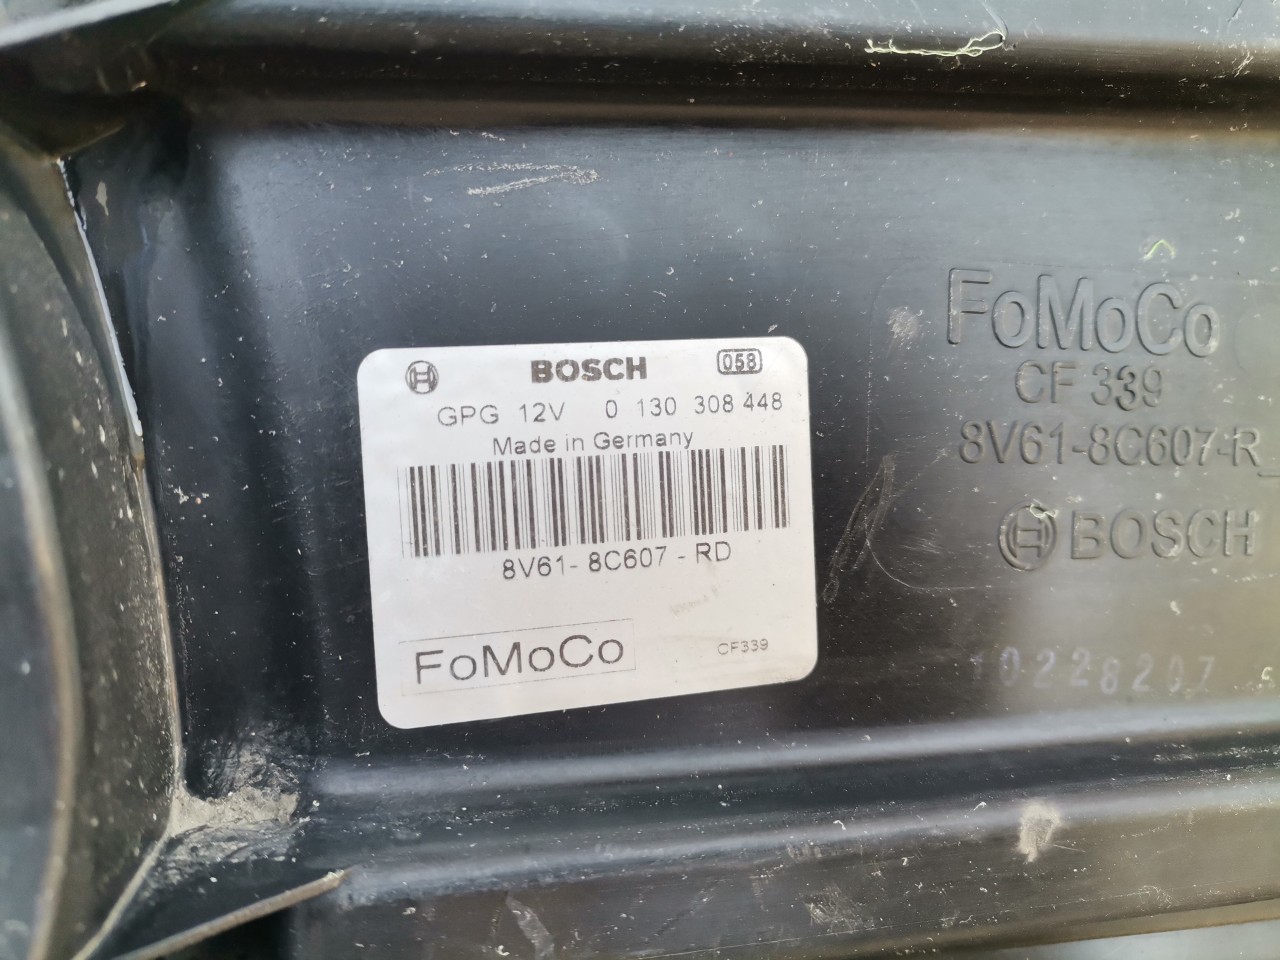 BOSCH 058
GPG 12V 0 130 308 448
Made in Germany
8V61- 8C607 - RD
FoMoCo CF339
FoMoCo
CF 339
8V61-8C607-R_
BOSCH
10228207